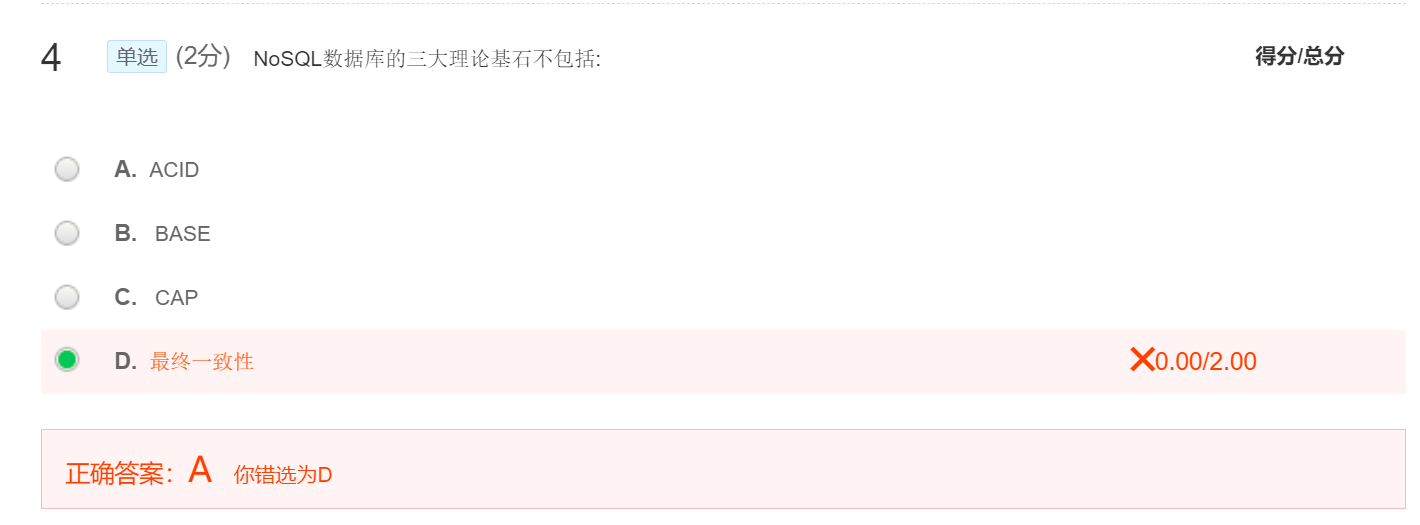 4 单选 (2分) NoSQL数据库的三大理论基石不包括: 得分/总分
A. ACID
B. BASE
C. CAP
D. 最终一致性 ×0.00/2.00
正确答案：A 你错选为D